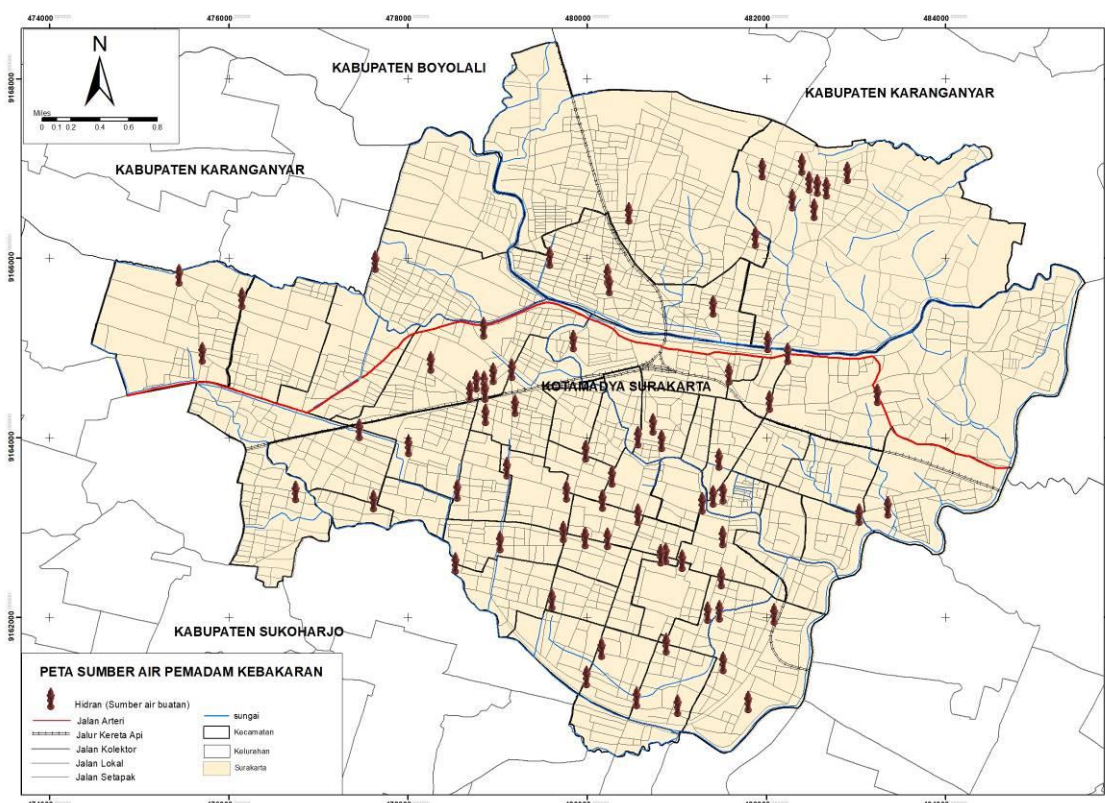 474000 476000 478000 480000 482000 484000
N
Miles
0 0.1 0.2 0.4 0.6 0.8
KABUPATEN BOYOLALI
KABUPATEN KARANGANYAR
KABUPATEN KARANGANYAR
KOTAMADYA SURAKARTA
KABUPATEN SUKOHARJO
9168000
9166000
9164000
9162000
PETA SUMBER AIR PEMADAM KEBAKARAN
Hidran (Sumber air buatan)
Jalan Arteri
Jalur Kereta Api
Jalan Kolektor
Jalan Lokal
Jalan Setapak
sungai
Kecamatan
Kelurahan
Surakarta